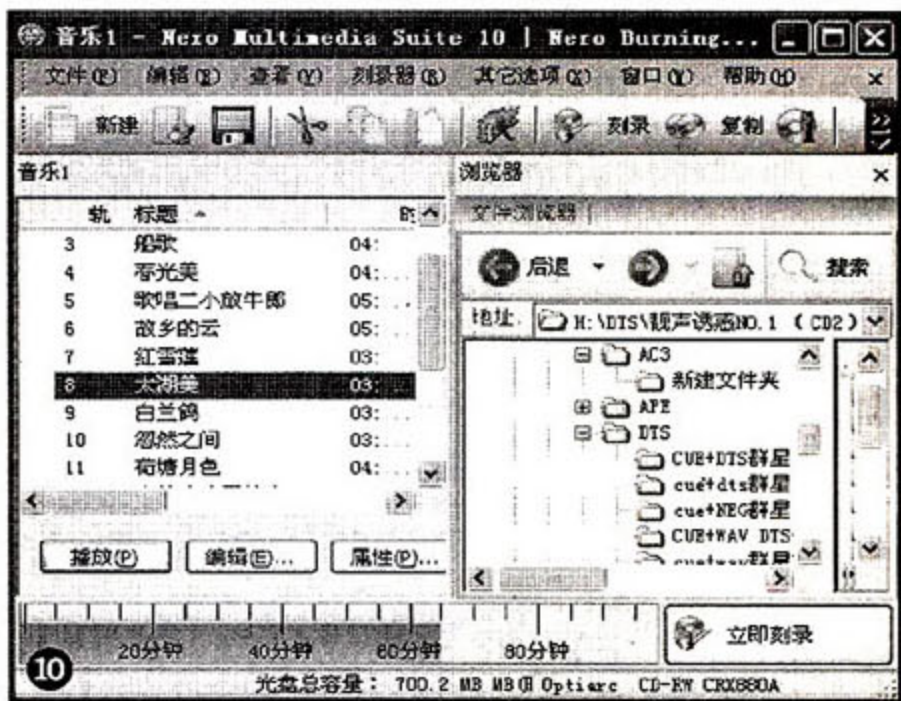 音乐1 - Nero Multimedia Suite 10 | Nero Burning...
文件(F) 编辑(E) 查看(V) 刻录器(R) 其它选项(X) 窗口(W) 帮助(H)
新建 刻录 复制
音乐1
轨 标题
3 船歌 04:
4 春光美 04:...
5 歌唱二小放牛郎 05:...
6 故乡的云 05:...
7 红雪莲 03:
8 太湖美 03:...
9 白兰鸽 03:...
10 忽然之间 03:...
11 荷塘月色 04:...
播放(P) 编辑(E)... 属性(P)...
浏览器
文件浏览器
后退 搜索
地址: H:\DTS\靓声诱惑NO.1 (CD2)
AC3
新建文件夹
APE
DTS
CUE+DTS群星
cue+dts群星
cue+NEG群星
CUE+WAV DTS
cue+wav群星
20分钟 40分钟 60分钟 80分钟
立即刻录
10
光盘总容量: 700.2 MB MB Optiarc CD-RW CRX880A